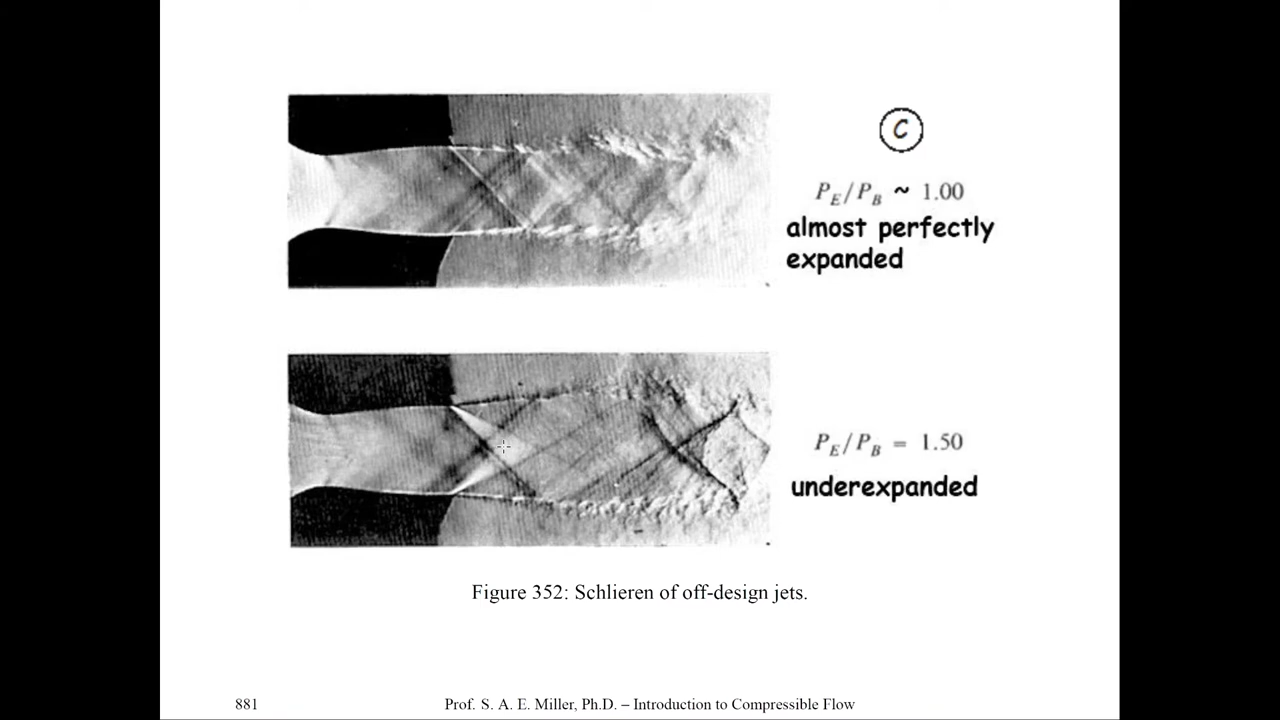 C
P_E/P_B ~ 1.00
almost perfectly
expanded
P_E/P_B = 1.50
underexpanded
Figure 352: Schlieren of off-design jets.
881 Prof. S. A. E. Miller, Ph.D. – Introduction to Compressible Flow